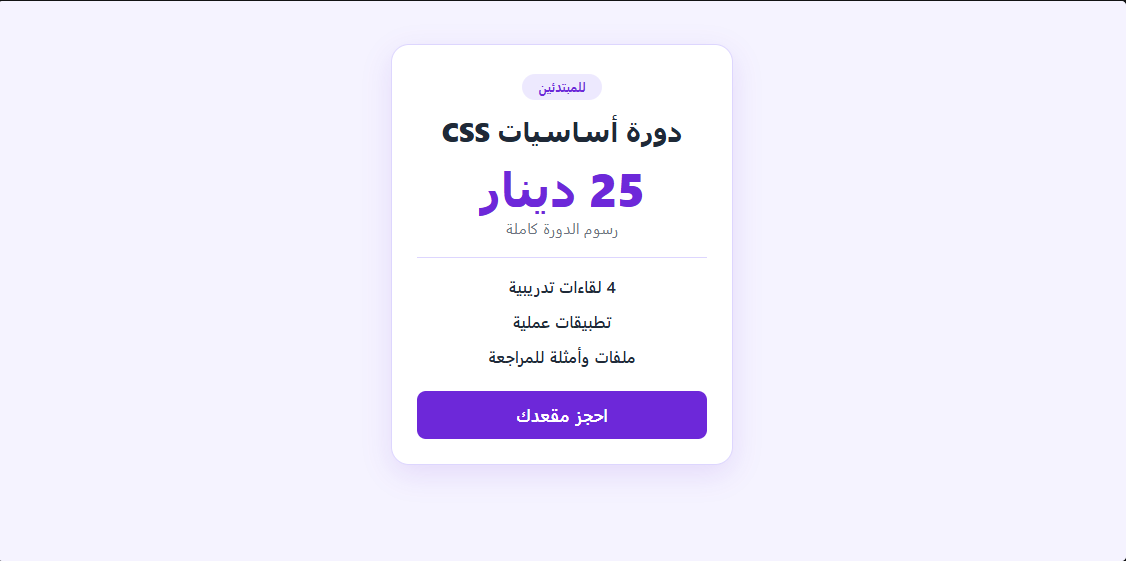 للمبتدئين
دورة أساسيات CSS
25 دينار
رسوم الدورة كاملة
4 لقاءات تدريبية
تطبيقات عملية
ملفات وأمثلة للمراجعة
احجز مقعدك